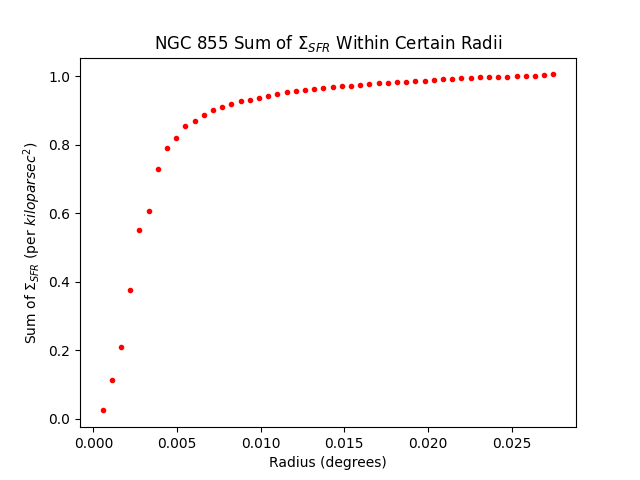 NGC 855 Sum of Σ_SFR Within Certain Radii
Sum of Σ_SFR (per kiloparsec²)
1.0
0.8
0.6
0.4
0.2
0.0
0.000 0.005 0.010 0.015 0.020 0.025
Radius (degrees)